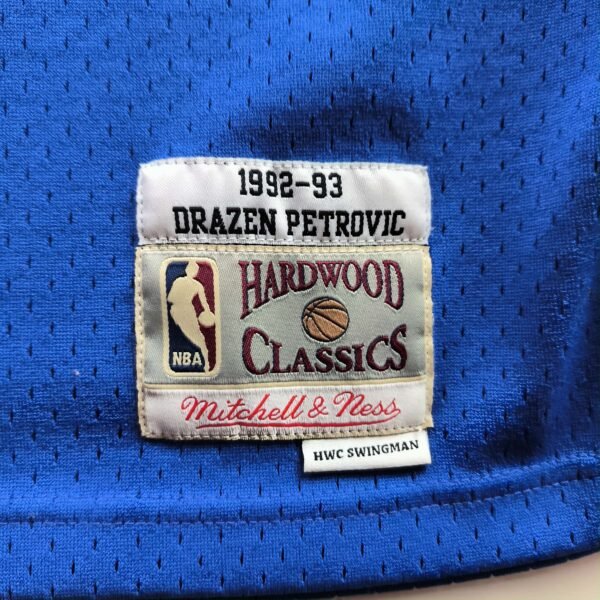 1992-93
DRAZEN PETROVIC
HARDWOOD
CLASSICS
NBA
Mitchell & Ness
HWC SWINGMAN